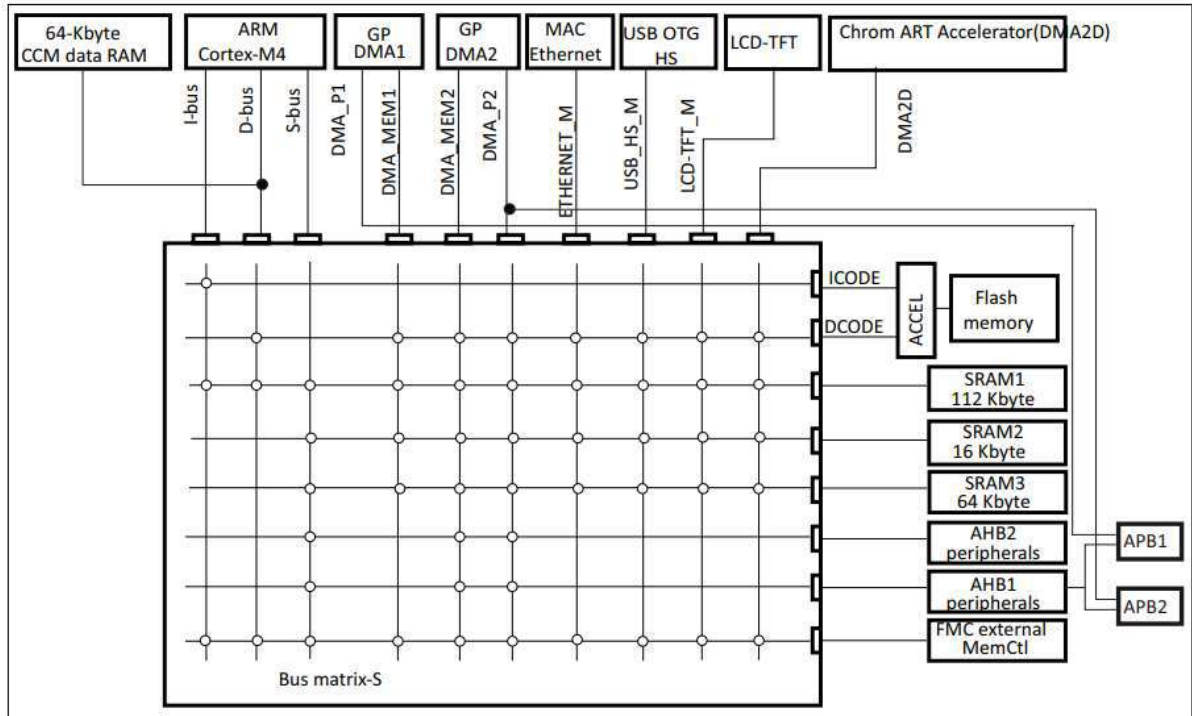 64-Kbyte
CCM data RAM
ARM
Cortex-M4
GP
DMA1
GP
DMA2
MAC
Ethernet
USB OTG
HS
LCD-TFT
Chrom ART Accelerator(DMA2D)
I-bus
D-bus
S-bus
DMA_P1
DMA_MEM1
DMA_MEM2
DMA_P2
ETHERNET_M
USB_HS_M
LCD-TFT_M
DMA2D
ICODE
DCODE
ACCEL
Flash
memory
SRAM1
112 Kbyte
SRAM2
16 Kbyte
SRAM3
64 Kbyte
AHB2
peripherals
AHB1
peripherals
FMC external
MemCtl
APB1
APB2
Bus matrix-S